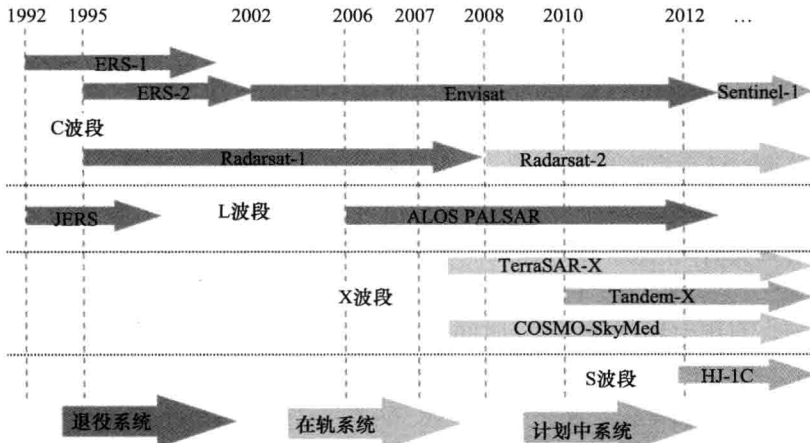 1992 1995 2002 2006 2007 2008 2010 2012 …
ERS-1
ERS-2 Envisat Sentinel-1
C波段
Radarsat-1 Radarsat-2
JERS L波段 ALOS PALSAR
TerraSAR-X
X波段 Tandem-X
COSMO-SkyMed
S波段 HJ-1C
退役系统 在轨系统 计划中系统